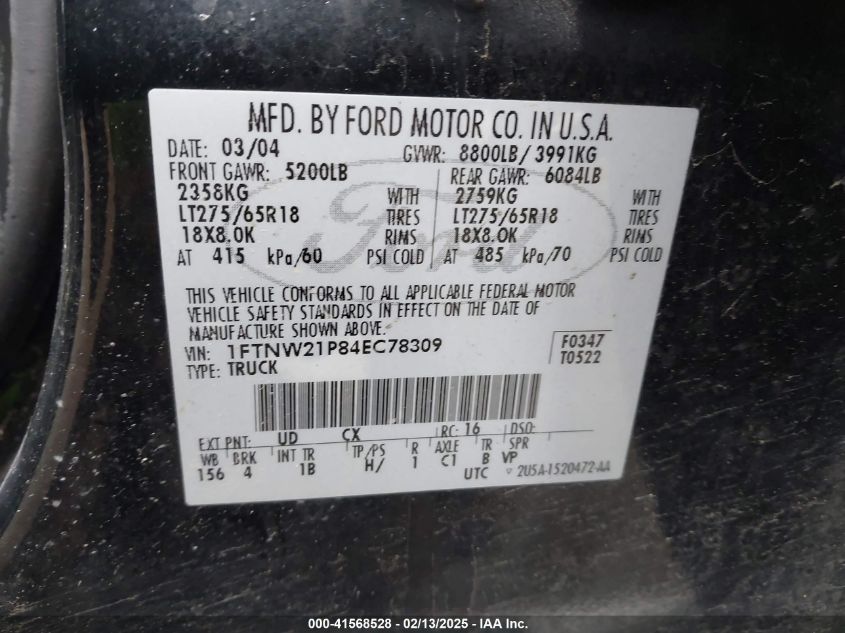 MFD. BY FORD MOTOR CO. IN U.S.A.
DATE: 03/04 GVWR: 8800LB/ 3991KG
FRONT GAWR: 5200LB REAR GAWR: 6084LB
2358KG WITH 2759KG WITH
LT275/65R18 TIRES LT275/65R18 TIRES
18X8.0K RIMS 18X8.0K RIMS
AT 415 kPa/60 PSI COLD AT 485 kPa/70 PSI COLD
Ford
THIS VEHICLE CONFORMS TO ALL APPLICABLE FEDERAL MOTOR
VEHICLE SAFETY STANDARDS IN EFFECT ON THE DATE OF
MANUFACTURE SHOWN ABOVE.
VIN: 1FTNW21P84EC78309 F0347
TYPE: TRUCK T0522
EXT PNT: UD CX RC: 16 DSO:
WB BRK INT TR TP/PS R AXLE TR SPR
156 4 1B H/ 1 C1 B VP
UTC 2U5A-1520472-AA
000-41568528 - 02/13/2025 - IAA Inc.